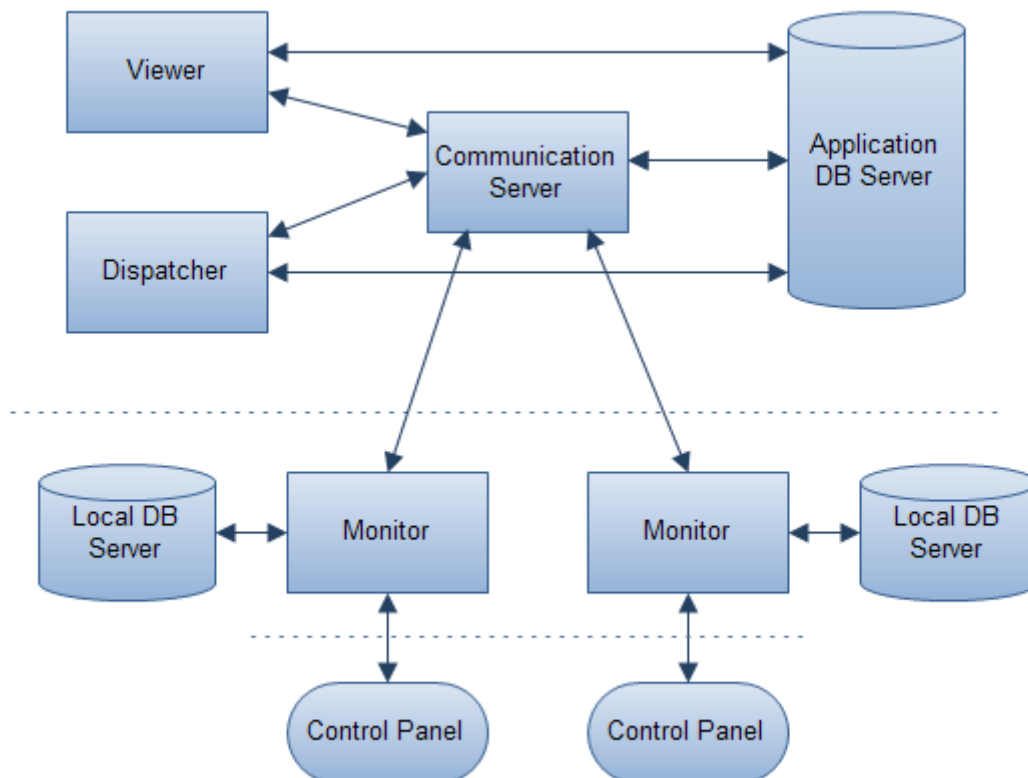 Viewer
Communication
Server
Application
DB Server
Dispatcher
Local DB
Server
Monitor
Monitor
Local DB
Server
Control Panel
Control Panel